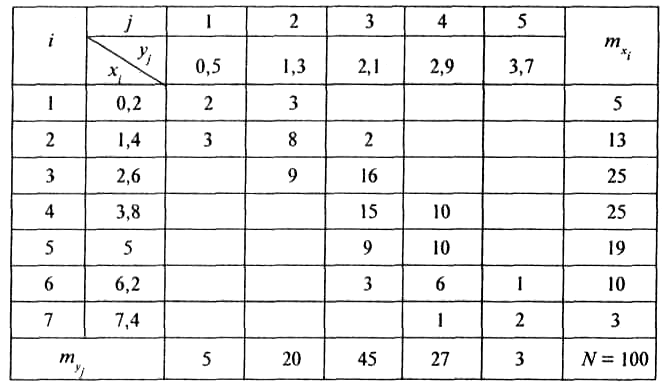 i j 1 2 3 4 5 m_{x_i}
x_i y_j 0,5 1,3 2,1 2,9 3,7
1 0,2 2 3 5
2 1,4 3 8 2 13
3 2,6 9 16 25
4 3,8 15 10 25
5 5 9 10 19
6 6,2 3 6 1 10
7 7,4 1 2 3
m_{y_j} 5 20 45 27 3 N = 100